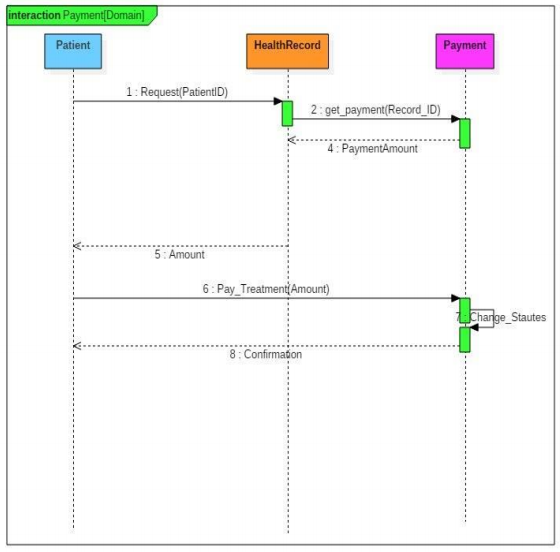 interaction Payment[Domain]
Patient
HealthRecord
Payment
1 : Request(PatientID)
2 : get_payment(Record_ID)
4 : PaymentAmount
5 : Amount
6 : Pay_Treatment(Amount)
7 : Change_Stautes
8 : Confirmation